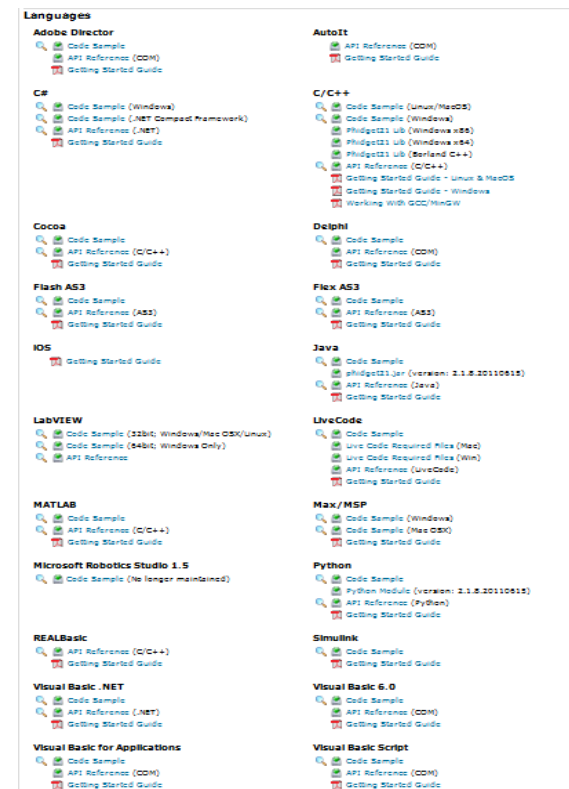 Languages
Adobe Director
Code Sample
API Reference (COM)
Getting Started Guide
AutoIt
API Reference (COM)
Getting Started Guide
C#
Code Sample (Windows)
Code Sample (.NET Compact Framework)
API Reference (.NET)
Getting Started Guide
C/C++
Code Sample (Linux/MacOS)
Code Sample (Windows)
Phidget21 Lib (Windows x86)
Phidget21 Lib (Windows x64)
Phidget21 Lib (Borland C++)
API Reference (C/C++)
Getting Started Guide - Linux & MacOS
Getting Started Guide - Windows
Working With GCC/MinGW
Cocoa
Code Sample
API Reference (C/C++)
Getting Started Guide
Delphi
Code Sample
API Reference (COM)
Getting Started Guide
Flash AS3
Code Sample
API Reference (AS3)
Getting Started Guide
Flex AS3
Code Sample
API Reference (AS3)
Getting Started Guide
iOS
Getting Started Guide
Java
Code Sample
phidget21.jar (version: 2.1.8.20110615)
API Reference (Java)
Getting Started Guide
LabVIEW
Code Sample (32bit; Windows/Mac OSX/Linux)
Code Sample (64bit; Windows Only)
API Reference
LiveCode
Code Sample
Live Code Required Files (Mac)
Live Code Required Files (Win)
API Reference (LiveCode)
Getting Started Guide
MATLAB
Code Sample
API Reference (C/C++)
Getting Started Guide
Max/MSP
Code Sample (Windows)
Code Sample (Mac OSX)
Getting Started Guide
Microsoft Robotics Studio 1.5
Code Sample (No longer maintained)
Python
Code Sample
Python Module (version: 2.1.8.20110615)
API Reference (Python)
Getting Started Guide
REALBasic
API Reference (C/C++)
Getting Started Guide
Simulink
Code Sample
Getting Started Guide
Visual Basic .NET
Code Sample
API Reference (.NET)
Getting Started Guide
Visual Basic 6.0
Code Sample
API Reference (COM)
Getting Started Guide
Visual Basic for Applications
Code Sample
API Reference (COM)
Getting Started Guide
Visual Basic Script
Code Sample
API Reference (COM)
Getting Started Guide